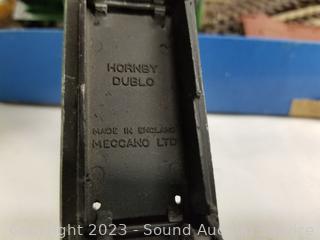 HORNBY
DUBLO
MADE IN ENGLAND
MECCANO LTD
Copyright 2023 - Sound Auction Service